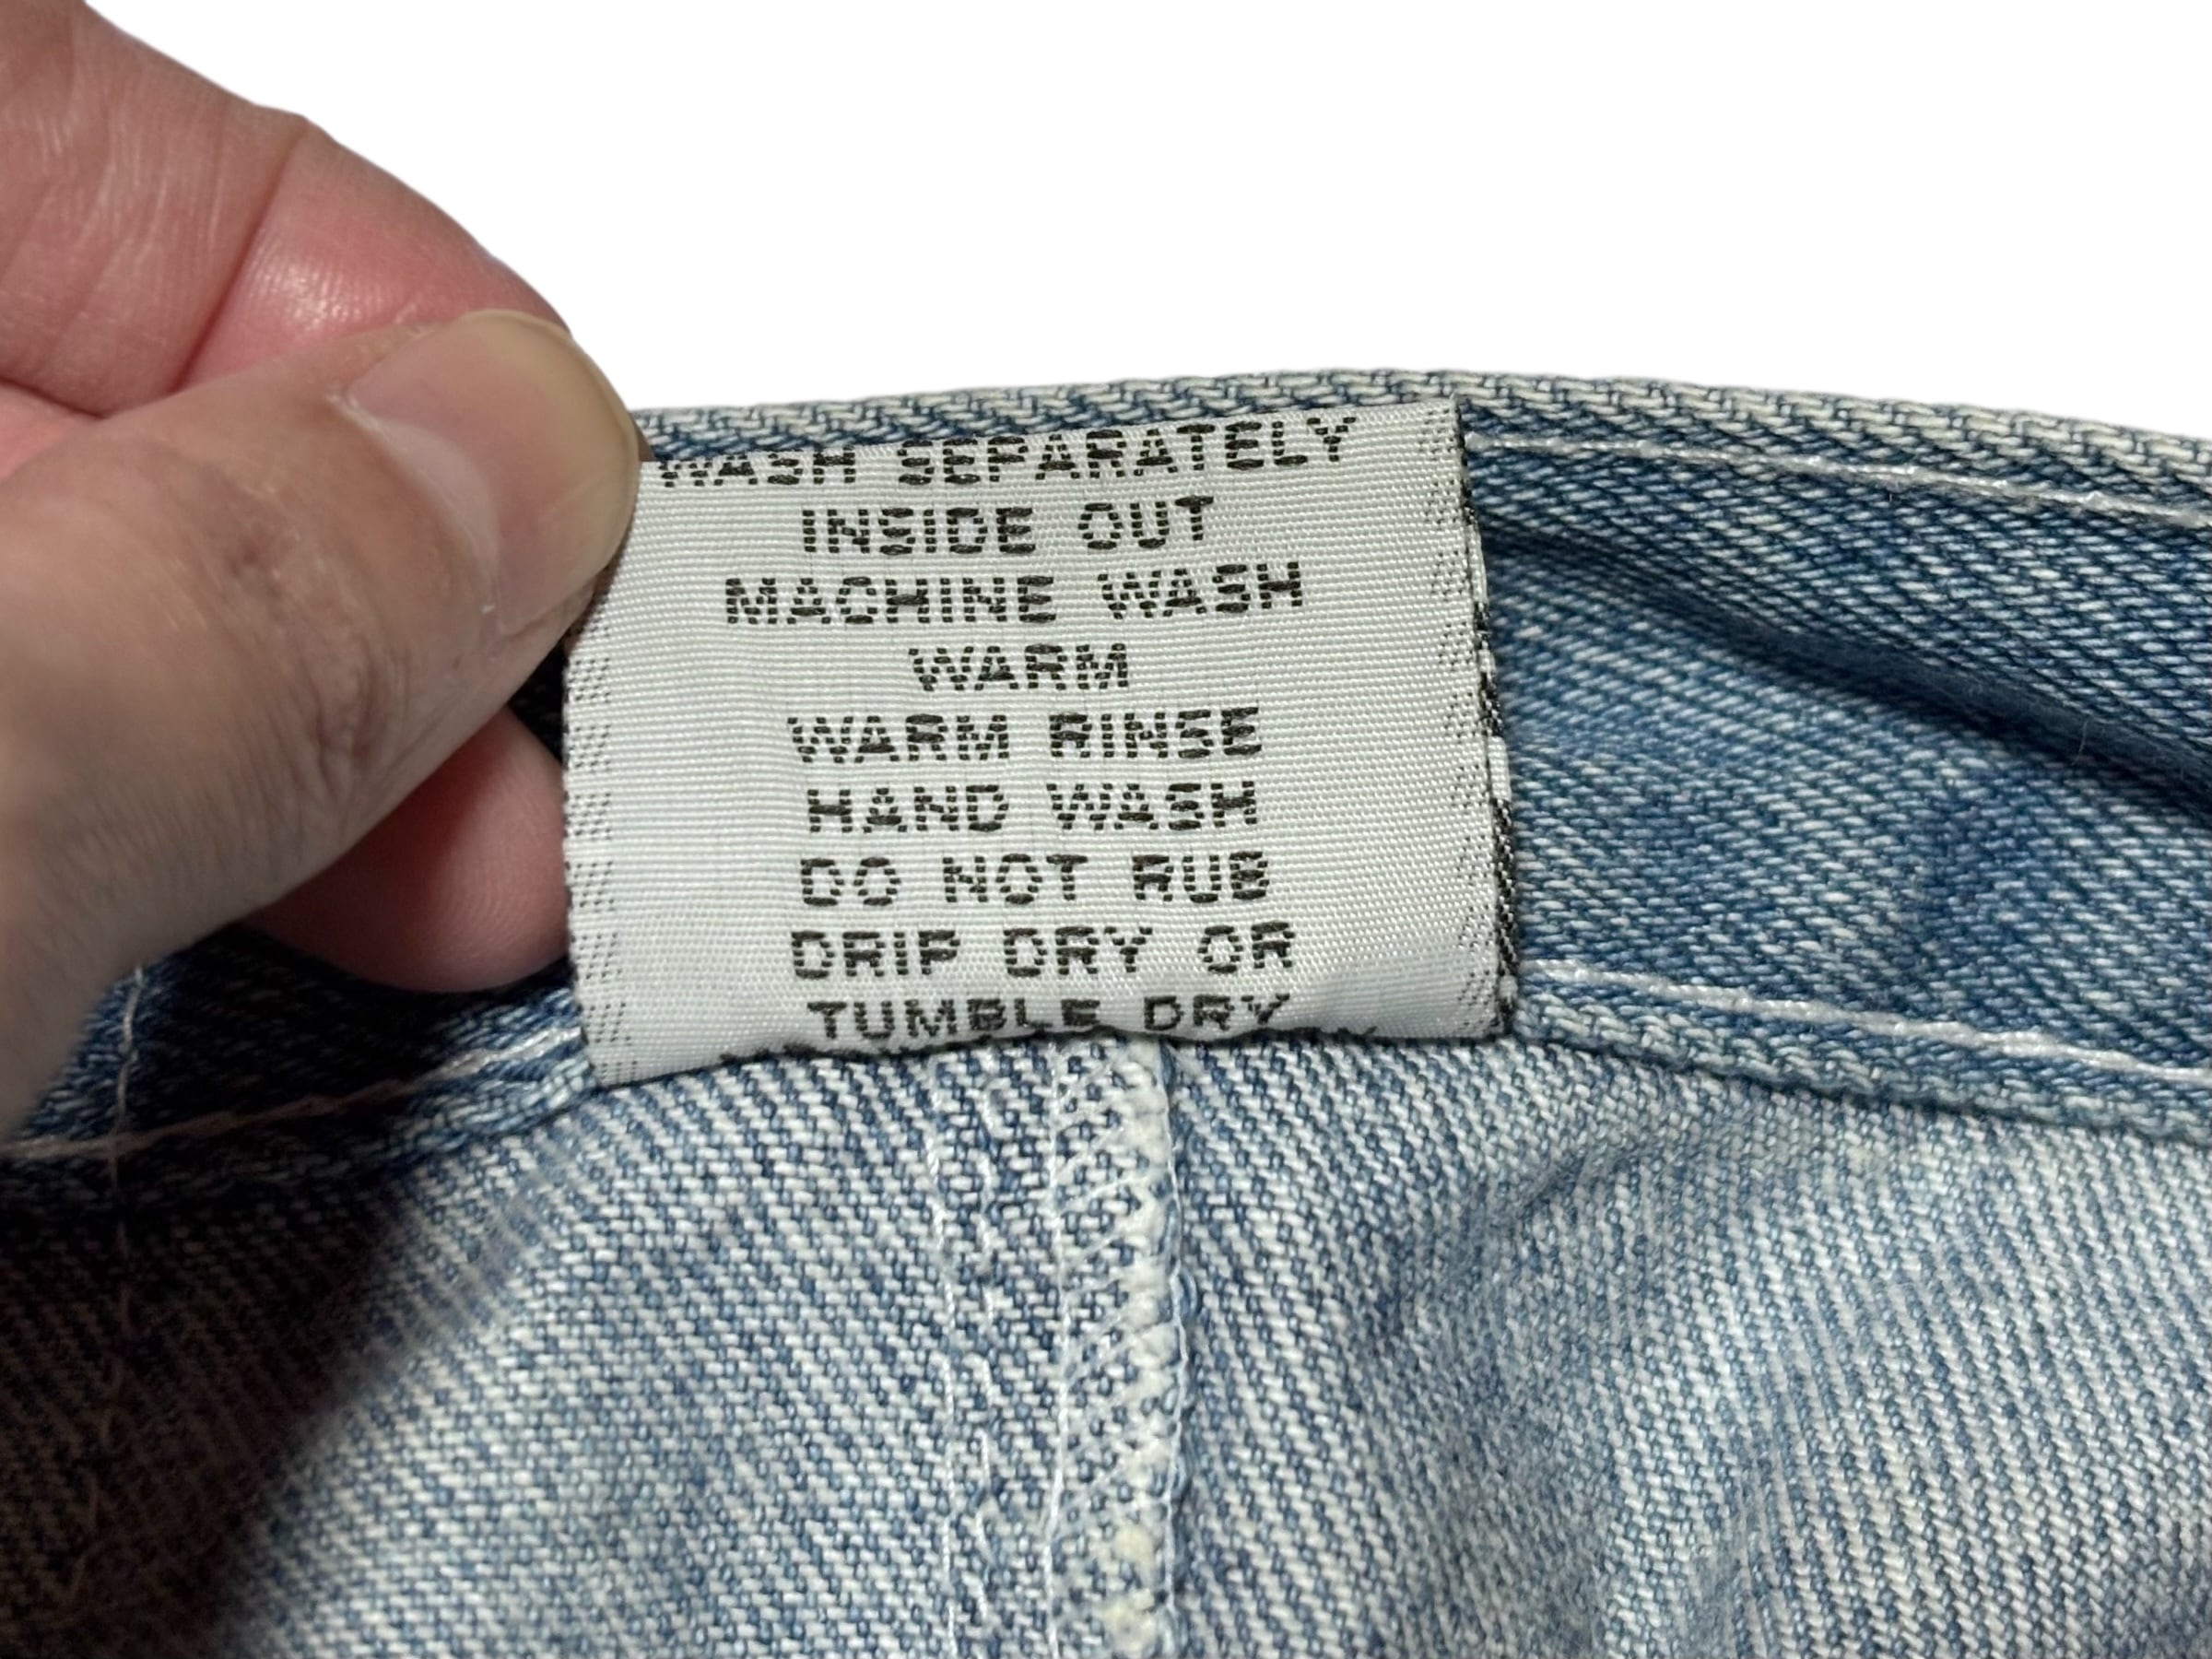 WASH SEPARATELY
INSIDE OUT
MACHINE WASH
WARM
WARM RINSE
HAND WASH
DO NOT RUB
DRIP DRY OR
TUMBLE DRY